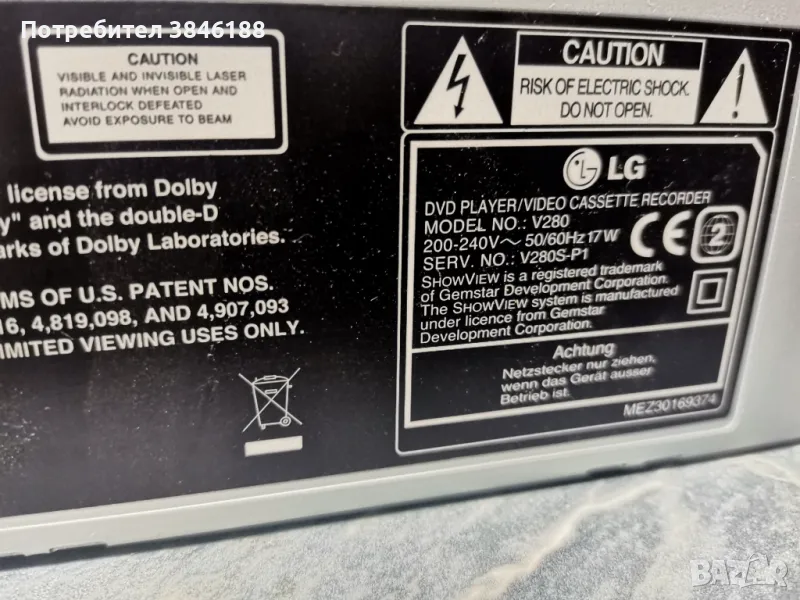 Потребител 3846188
CAUTION
VISIBLE AND INVISIBLE LASER
RADIATION WHEN OPEN AND
INTERLOCK DEFEATED
AVOID EXPOSURE TO BEAM
license from Dolby
y" and the double-D
arks of Dolby Laboratories.
MS OF U.S. PATENT NOS.
16, 4,819,098, AND 4,907,093
IMITED VIEWING USES ONLY.
CAUTION
RISK OF ELECTRIC SHOCK.
DO NOT OPEN.
LG
DVD PLAYER/VIDEO CASSETTE RECORDER
MODEL NO.: V280
200-240V~ 50/60Hz 17W
SERV. NO.: V280S-P1
CE
2
SHOWVIEW is a registered trademark
of Gemstar Development Corporation.
The SHOWVIEW system is manufactured
under licence from Gemstar
Development Corporation.
Achtung
Netzstecker nur ziehen,
wenn das Gerät ausser
Betrieb ist.
MEZ30169374
BAZAR